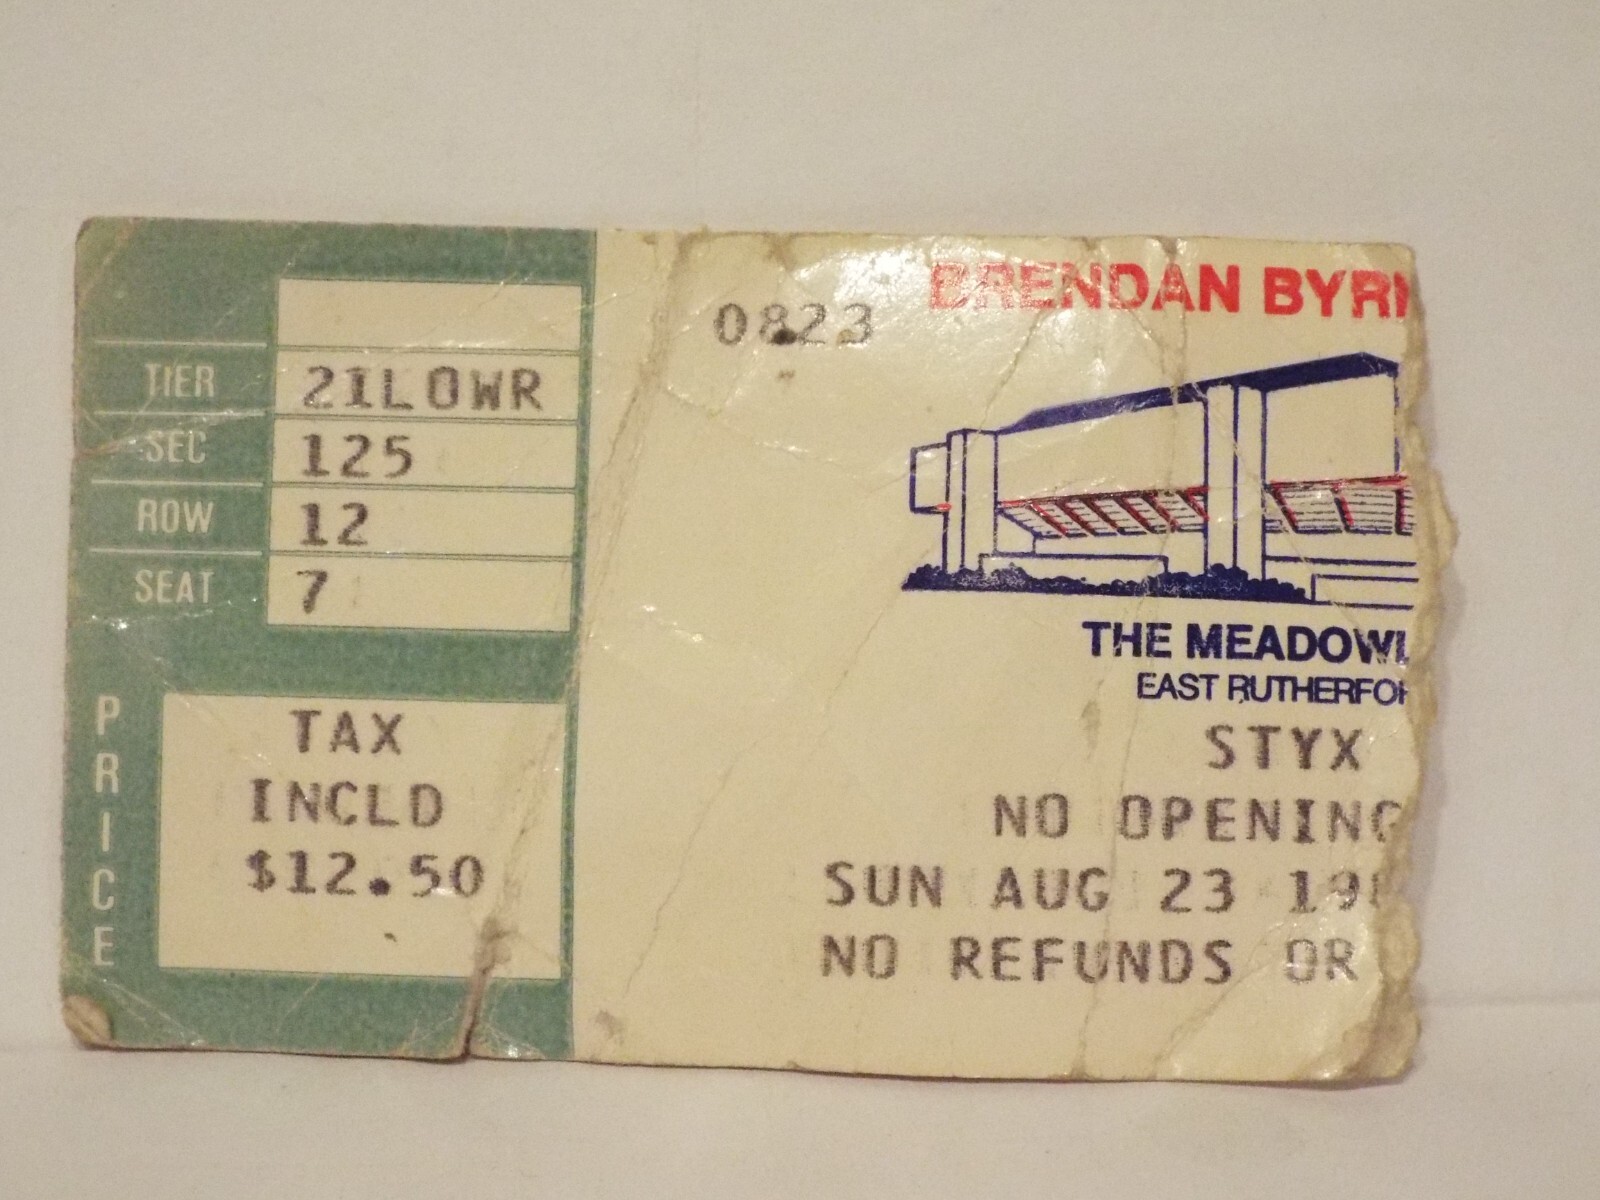 TIER 21LOWR
SEC 125
ROW 12
SEAT 7
PRICE
TAX
INCLD
$12.50
0823
BRENDAN BYR
THE MEADOW
EAST RUTHERFO
STYX
NO OPENING
SUN AUG 23 19
NO REFUNDS OR